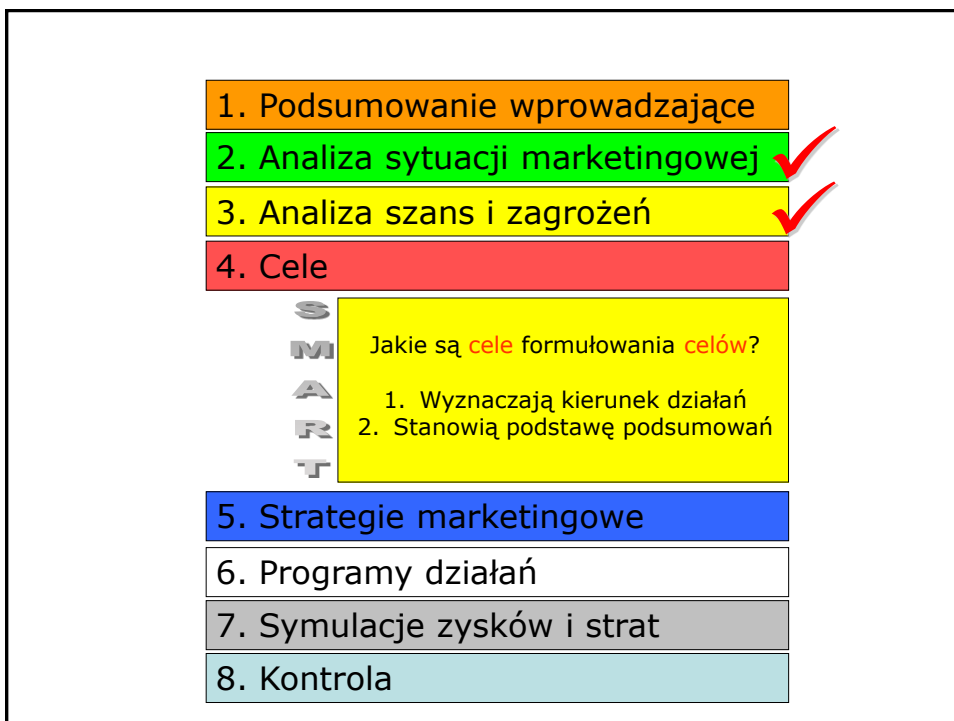 1. Podsumowanie wprowadzające
2. Analiza sytuacji marketingowej
3. Analiza szans i zagrożeń
4. Cele
S
M
A
R
T
Jakie są cele formułowania celów?
1. Wyznaczają kierunek działań
2. Stanowią podstawę podsumowań
5. Strategie marketingowe
6. Programy działań
7. Symulacje zysków i strat
8. Kontrola